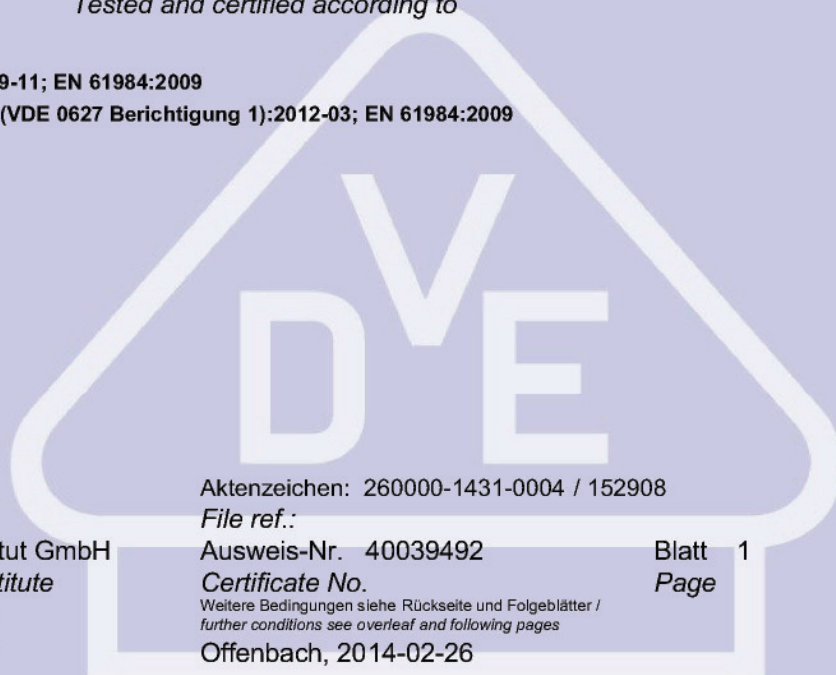 Tested and certified according to
9-11; EN 61984:2009
(VDE 0627 Berichtigung 1):2012-03; EN 61984:2009
VDE
Aktenzeichen: 260000-1431-0004 / 152908
File ref.:
tut GmbH Ausweis-Nr. 40039492 Blatt 1
titute Certificate No. Page
Weitere Bedingungen siehe Rückseite und Folgeblätter /
further conditions see overleaf and following pages
Offenbach, 2014-02-26